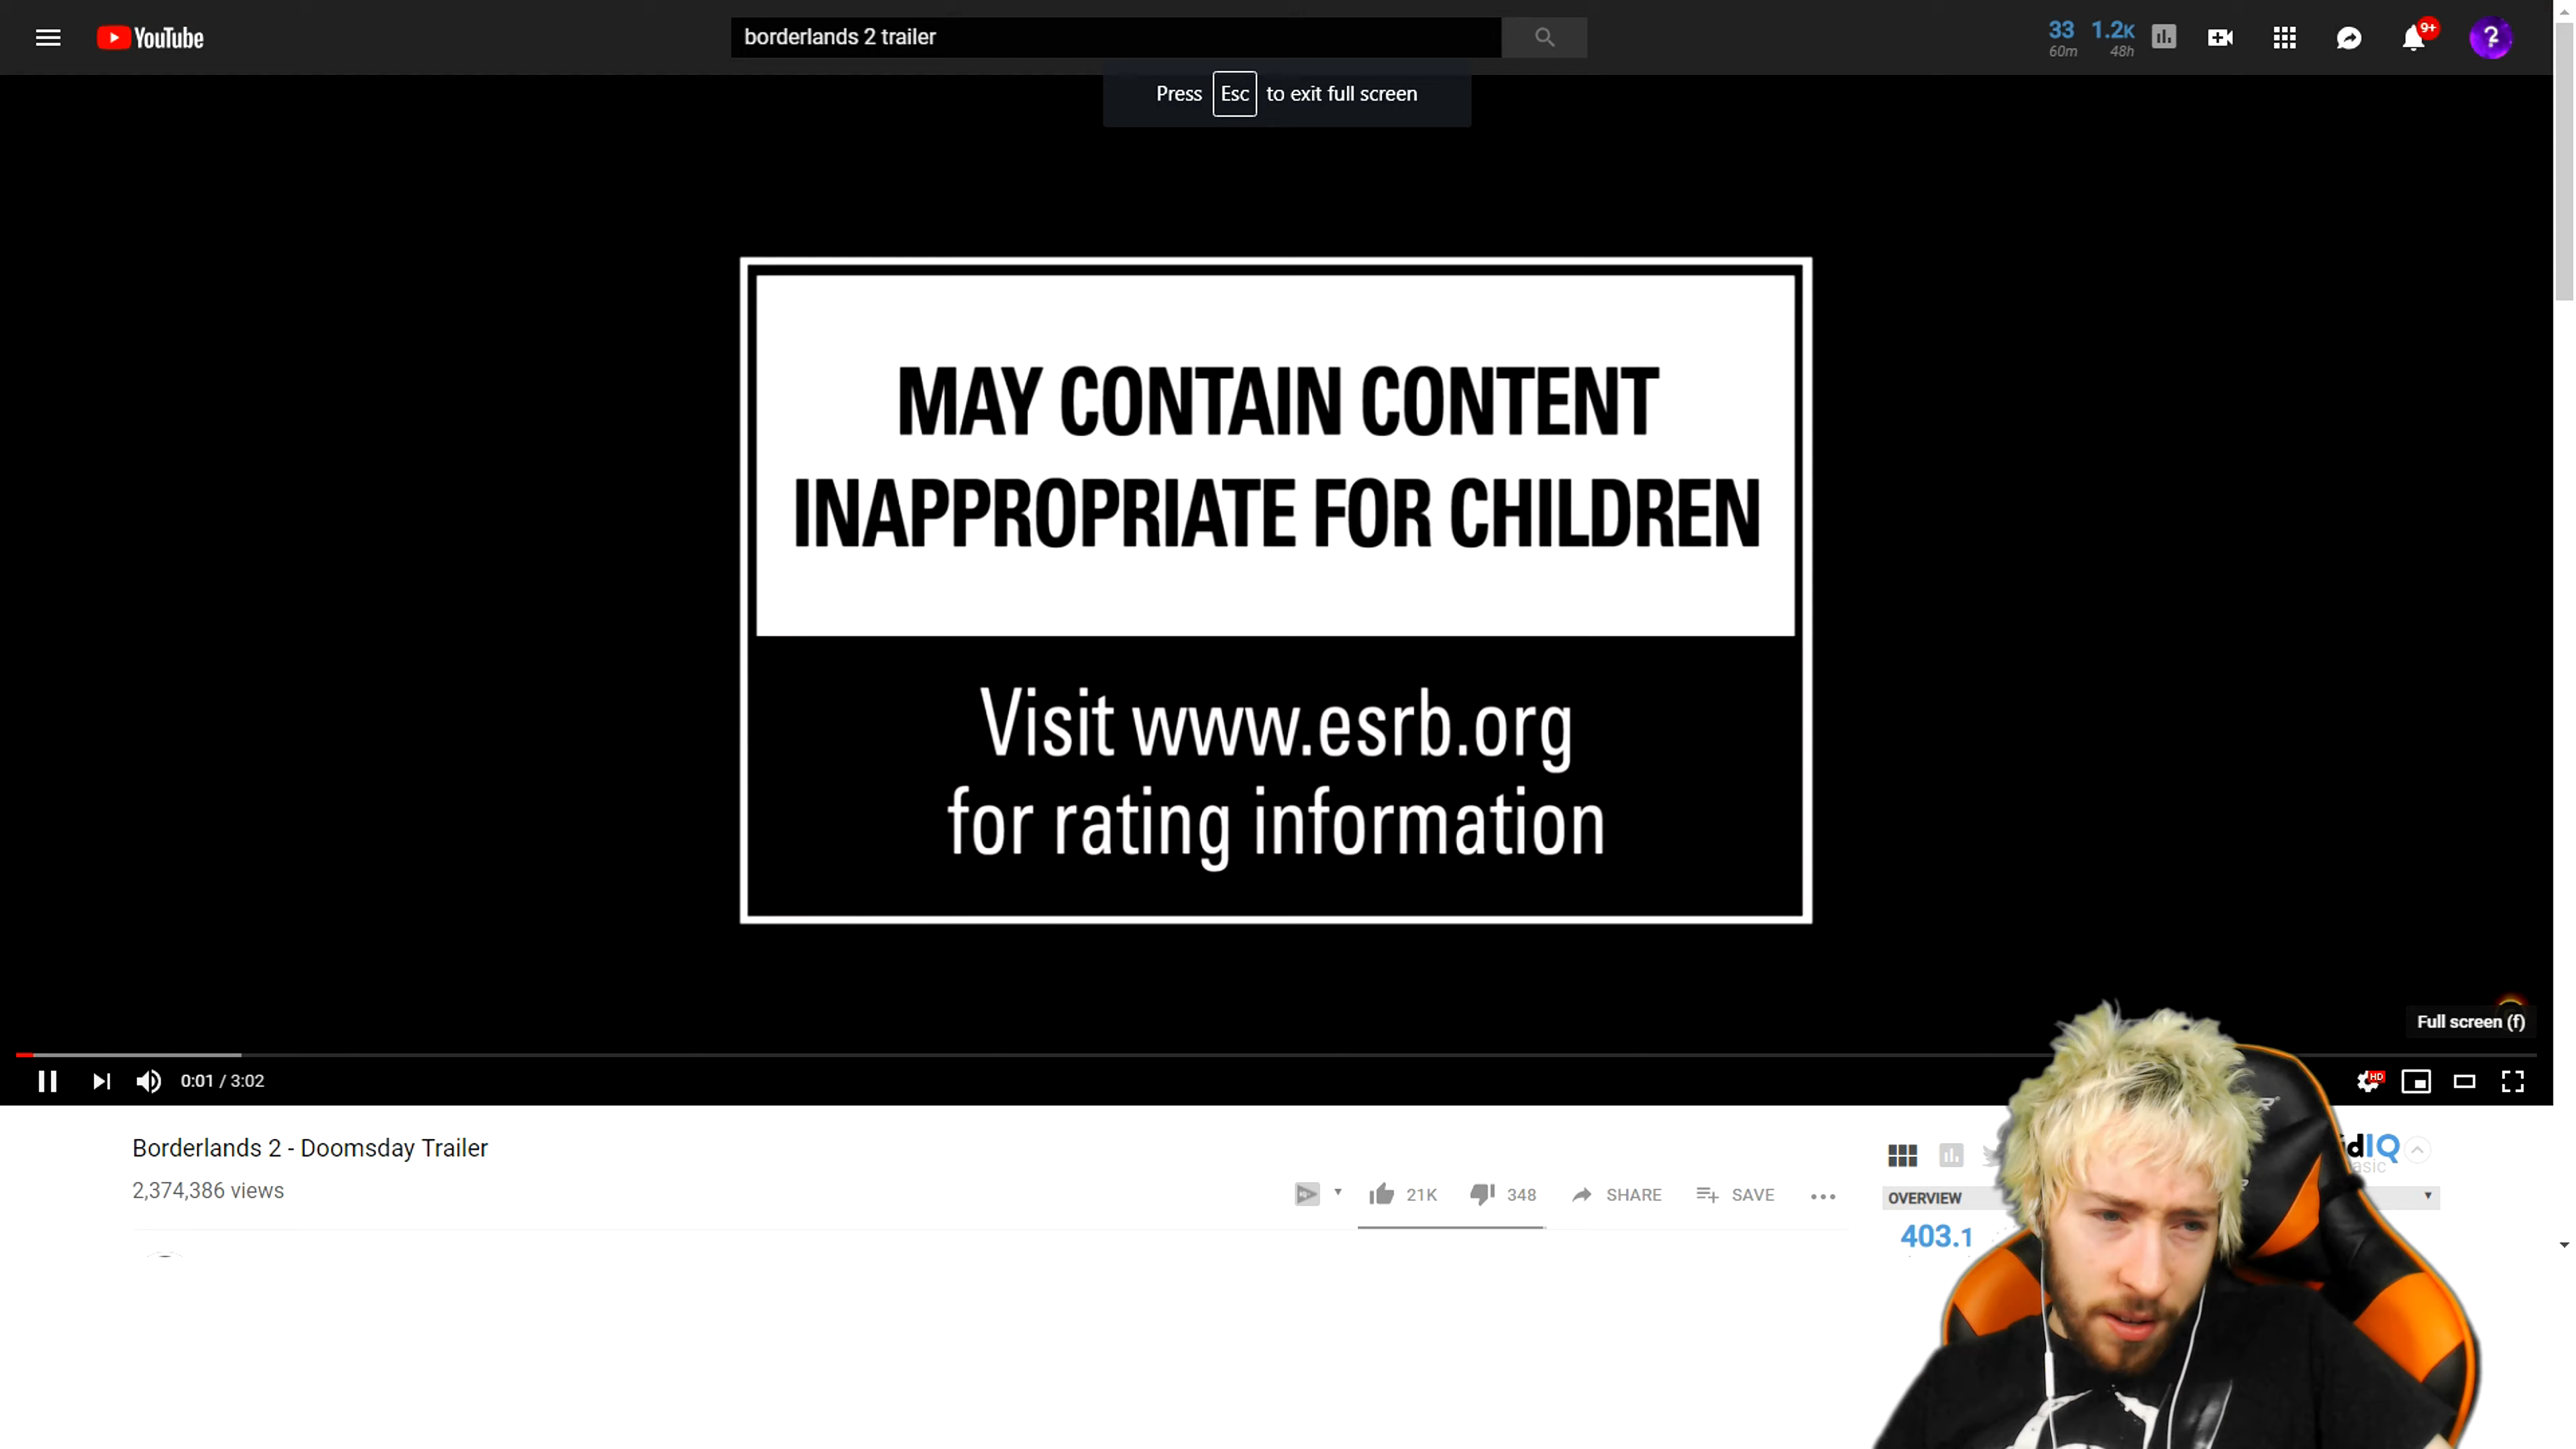 YouTube
borderlands 2 trailer
33
60m
1.2K
48h
9+
?
Press Esc to exit full screen
MAY CONTAIN CONTENT
INAPPROPRIATE FOR CHILDREN
Visit www.esrb.org
for rating information
Full screen (f)
0:01 / 3:02
HD
Borderlands 2 - Doomsday Trailer
2,374,386 views
21K
348
SHARE
SAVE
dIQ
asic
OVERVIEW
403.1